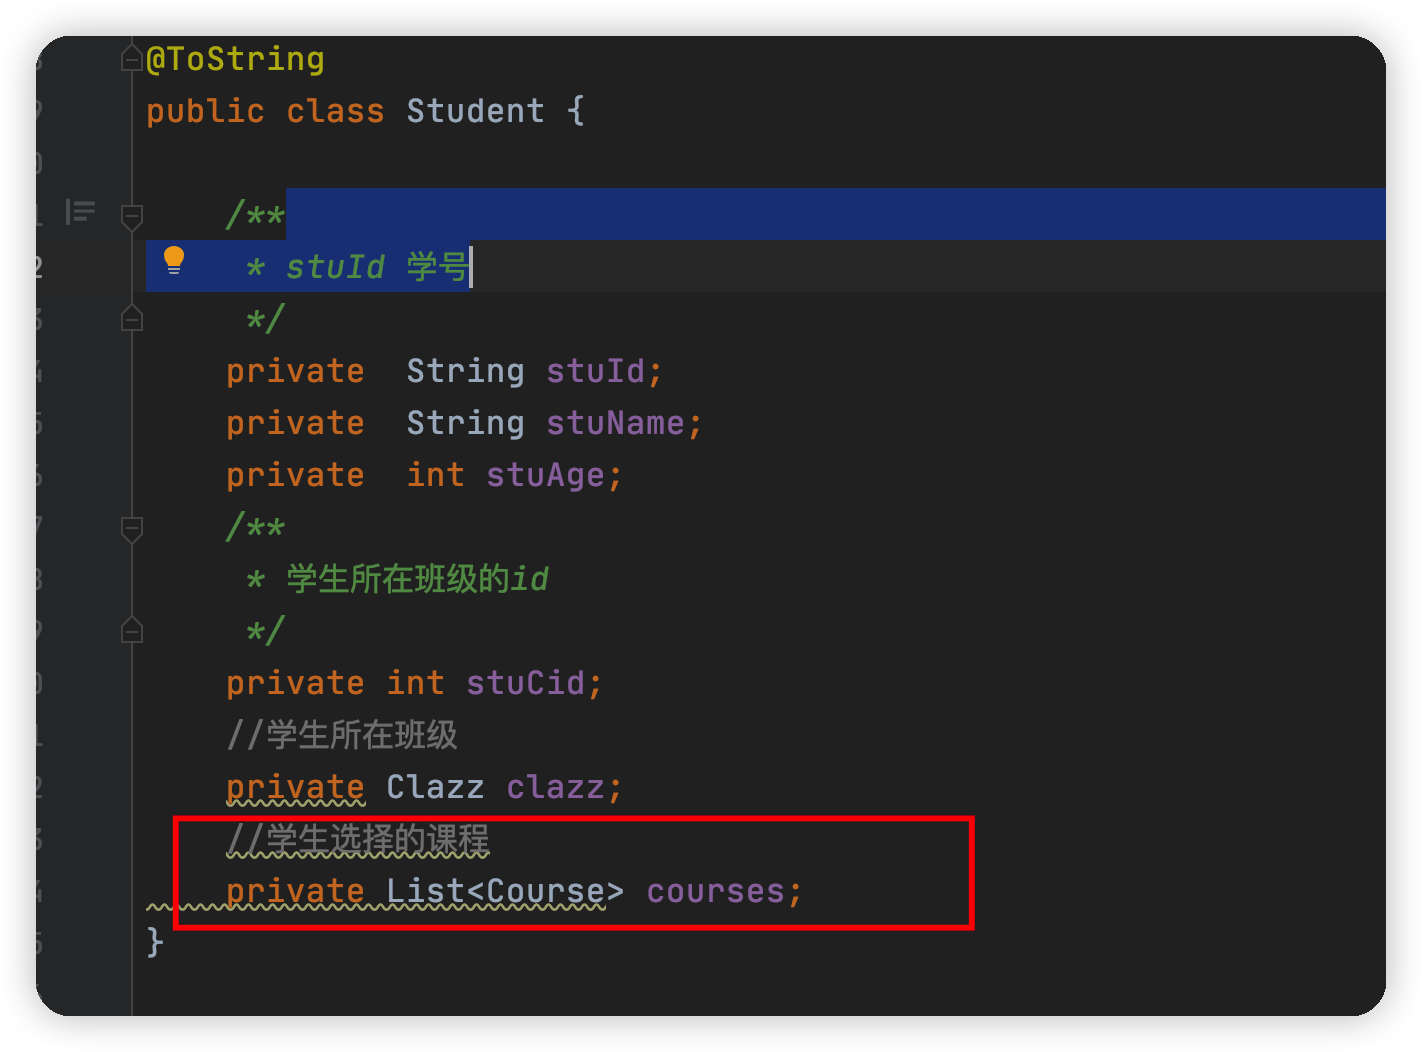 @ToString
public class Student {
/**
* stuId 学号
*/
private  String stuId;
private  String stuName;
private  int stuAge;
/**
* 学生所在班级的id
*/
private int stuCid;
//学生所在班级
private Clazz clazz;
//学生选择的课程
private List<Course> courses;
}